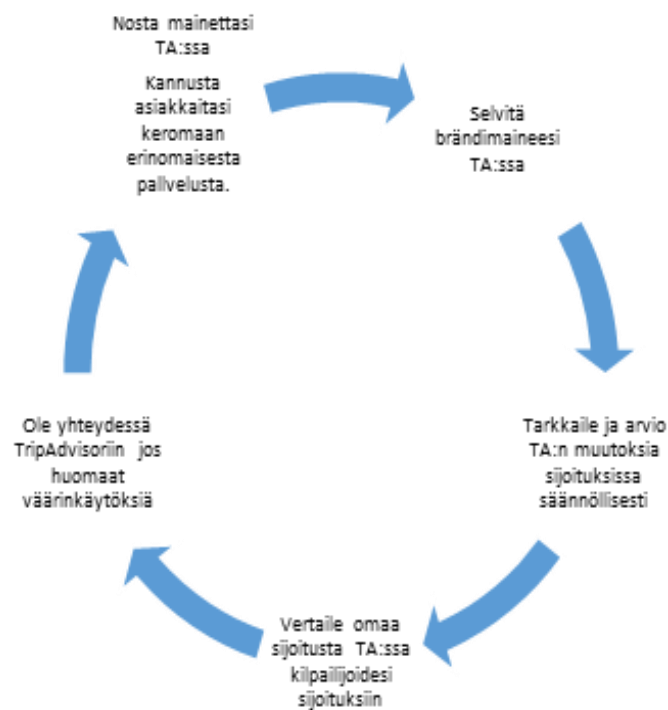 Nosta mainettasi
TA:ssa
Kannusta
asiakkaitasi
keromaan
erinomaisesta
pallvelusta.
Selvitä
brändimaineesi
TA:ssa
Tarkkaile ja arvio
TA:n muutoksia
sijoituksissa
säännöllisesti
Vertaile omaa
sijoitusta TA:ssa
kilpailijoidesi
sijoituksiin
Ole yhteydessä
TripAdvisoriin jos
huomaat
väärinkäytöksiä